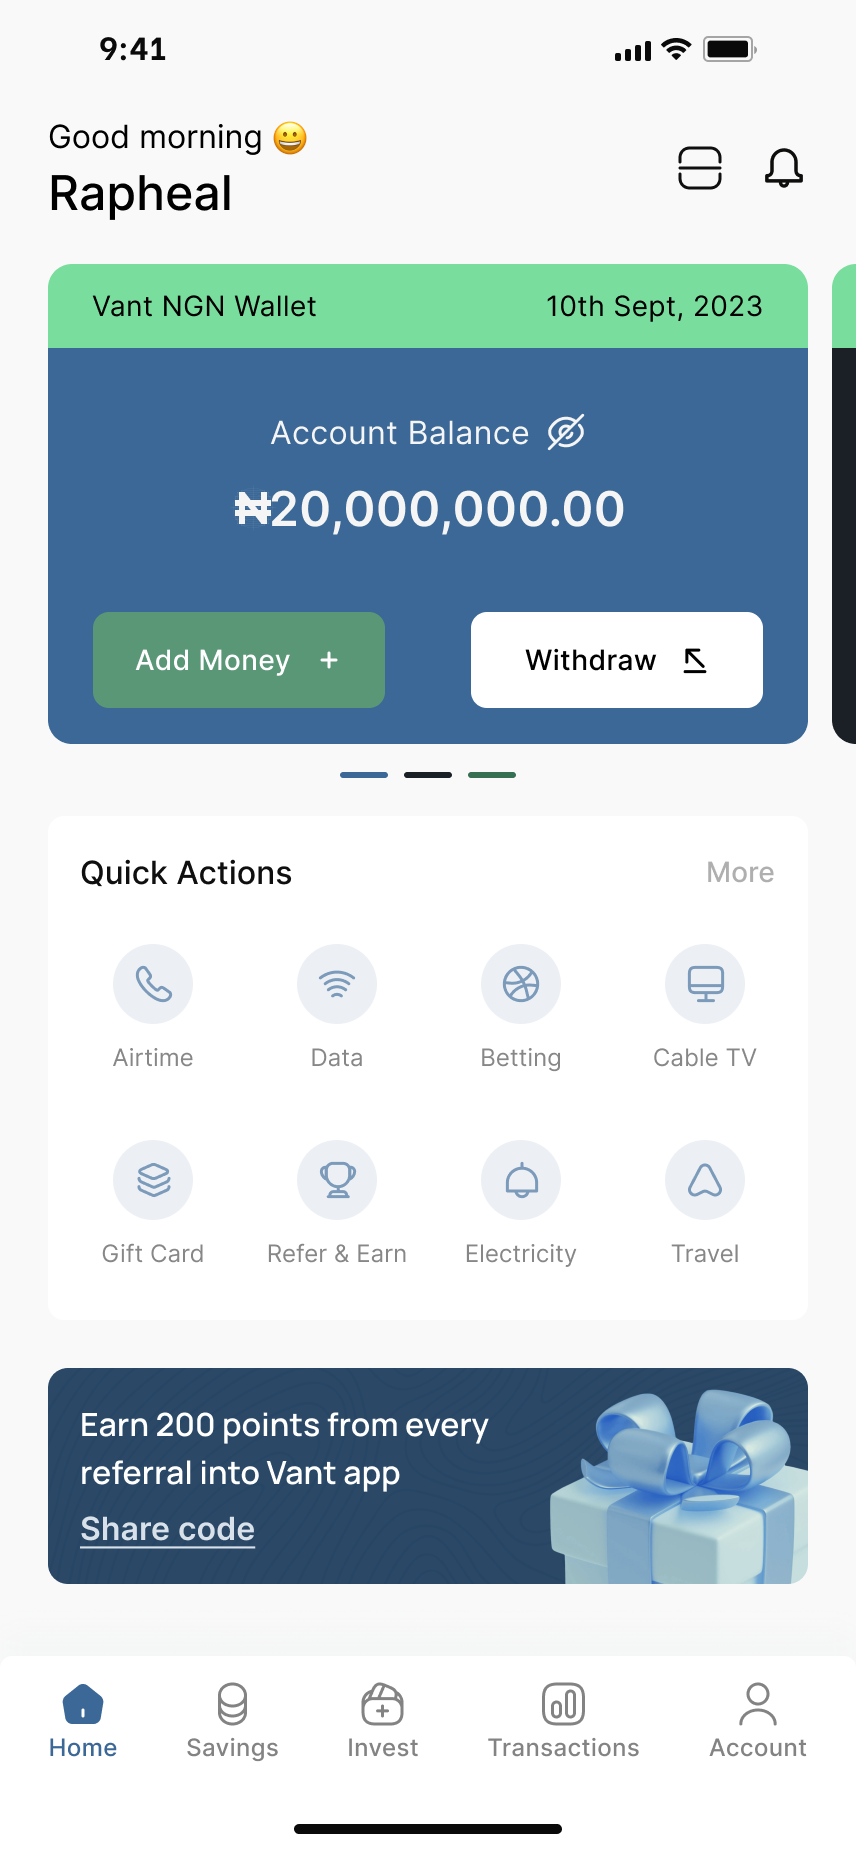 9:41
Good morning 😀
Rapheal
Vant NGN Wallet 10th Sept, 2023
Account Balance
₦20,000,000.00
Add Money + Withdraw
Quick Actions More
Airtime Data Betting Cable TV
Gift Card Refer & Earn Electricity Travel
Earn 200 points from every
referral into Vant app
Share code
Home Savings Invest Transactions Account